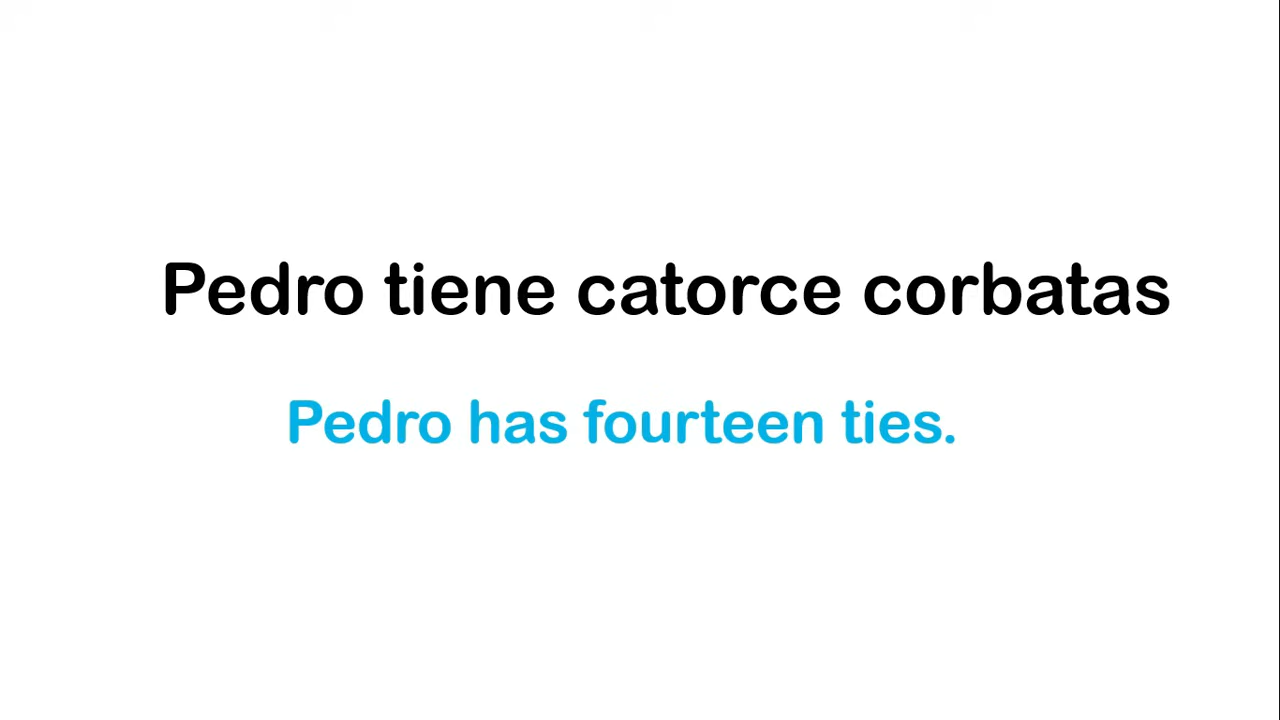 Pedro tiene catorce corbatas
Pedro has fourteen ties.